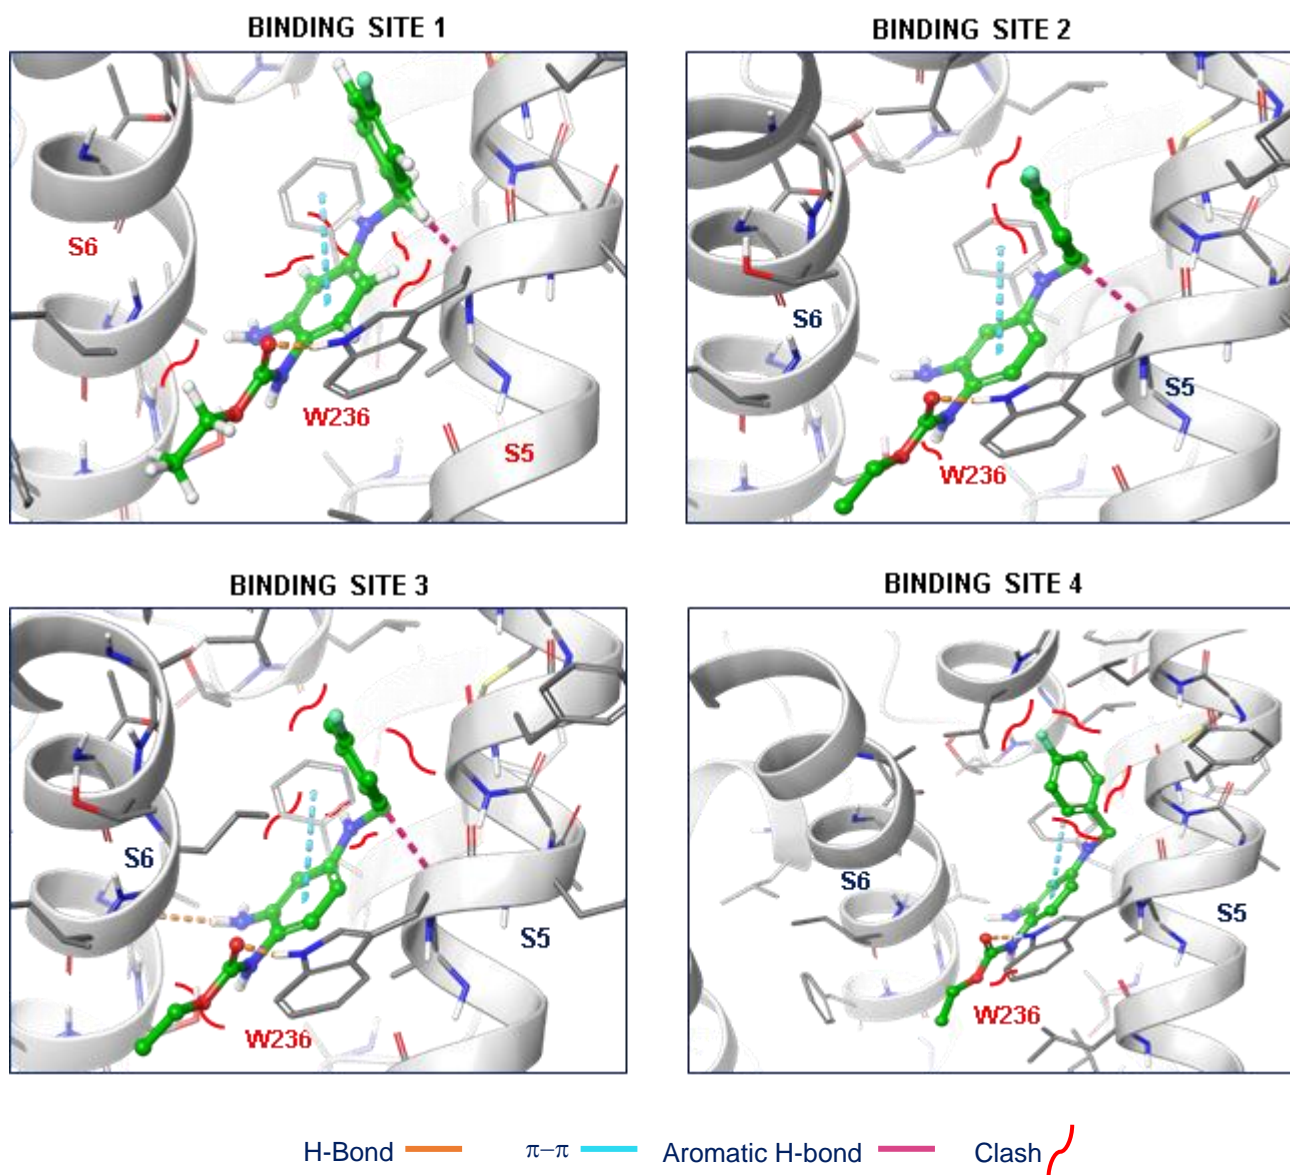 BINDING SITE 1
S6
W236
S5
BINDING SITE 2
S6
S5
W236
BINDING SITE 3
S6
S5
W236
BINDING SITE 4
S6
S5
W236
H-Bond π–π Aromatic H-bond Clash